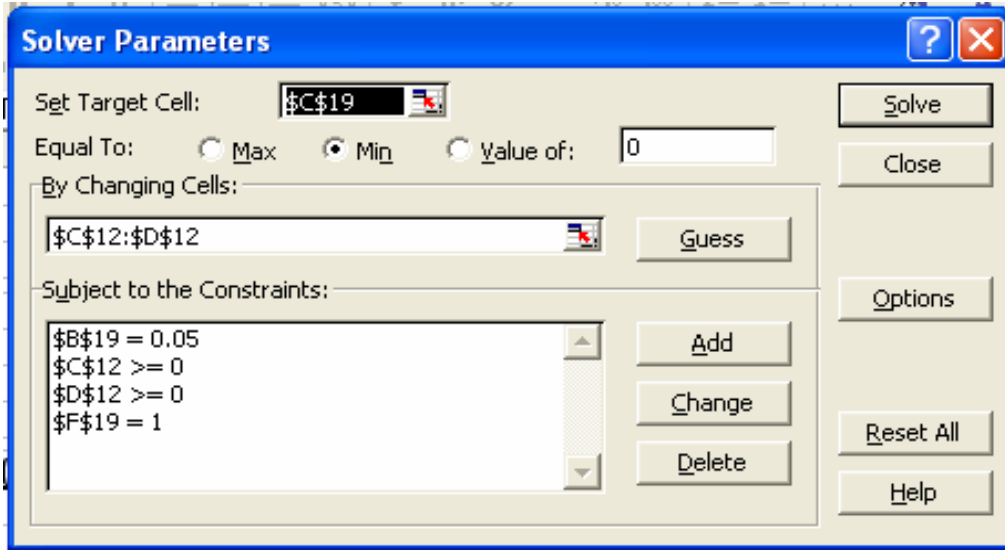 Solver Parameters
Set Target Cell: $C$19 Solve
Equal To: Max Min Value of: 0 Close
By Changing Cells:
$C$12:$D$12 Guess
Subject to the Constraints: Options
$B$19 = 0.05 Add
$C$12 >= 0
$D$12 >= 0 Change
$F$19 = 1 Reset All
Delete
Help